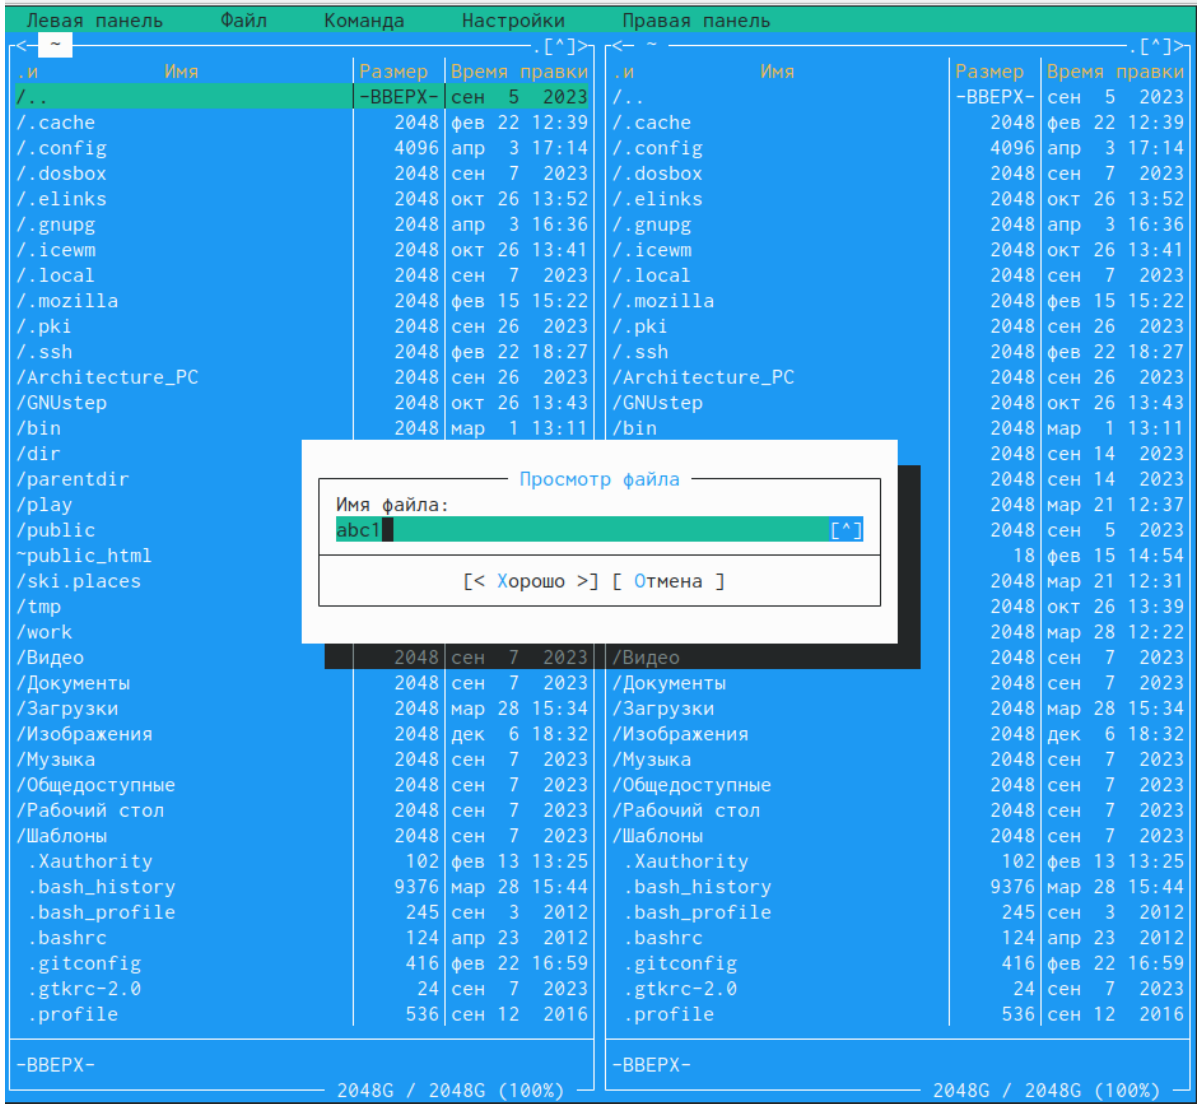 Левая панель Файл Команда Настройки Правая панель
<— ~ .[^]> <— ~ .[^]>
.и Имя Размер Время правки .и Имя Размер Время правки
/.. -ВВЕРХ- сен 5 2023 /.. -ВВЕРХ- сен 5 2023
/.cache 2048 фев 22 12:39 /.cache 2048 фев 22 12:39
/.config 4096 апр 3 17:14 /.config 4096 апр 3 17:14
/.dosbox 2048 сен 7 2023 /.dosbox 2048 сен 7 2023
/.elinks 2048 окт 26 13:52 /.elinks 2048 окт 26 13:52
/.gnupg 2048 апр 3 16:36 /.gnupg 2048 апр 3 16:36
/.icewm 2048 окт 26 13:41 /.icewm 2048 окт 26 13:41
/.local 2048 сен 7 2023 /.local 2048 сен 7 2023
/.mozilla 2048 фев 15 15:22 /.mozilla 2048 фев 15 15:22
/.pki 2048 сен 26 2023 /.pki 2048 сен 26 2023
/.ssh 2048 фев 22 18:27 /.ssh 2048 фев 22 18:27
/Architecture_PC 2048 сен 26 2023 /Architecture_PC 2048 сен 26 2023
/GNUstep 2048 окт 26 13:43 /GNUstep 2048 окт 26 13:43
/bin 2048 мар 1 13:11 /bin 2048 мар 1 13:11
/dir 2048 сен 14 2023
/parentdir Просмотр файла 2048 сен 14 2023
/play Имя файла: 2048 мар 21 12:37
/public abc1 [^] 2048 сен 5 2023
~public_html 18 фев 15 14:54
/ski.places [< Хорошо >] [ Отмена ] 2048 мар 21 12:31
/tmp 2048 окт 26 13:39
/work 2048 мар 28 12:22
/Видео 2048 сен 7 2023 /Видео 2048 сен 7 2023
/Документы 2048 сен 7 2023 /Документы 2048 сен 7 2023
/Загрузки 2048 мар 28 15:34 /Загрузки 2048 мар 28 15:34
/Изображения 2048 дек 6 18:32 /Изображения 2048 дек 6 18:32
/Музыка 2048 сен 7 2023 /Музыка 2048 сен 7 2023
/Общедоступные 2048 сен 7 2023 /Общедоступные 2048 сен 7 2023
/Рабочий стол 2048 сен 7 2023 /Рабочий стол 2048 сен 7 2023
/Шаблоны 2048 сен 7 2023 /Шаблоны 2048 сен 7 2023
.Xauthority 102 фев 13 13:25 .Xauthority 102 фев 13 13:25
.bash_history 9376 мар 28 15:44 .bash_history 9376 мар 28 15:44
.bash_profile 245 сен 3 2012 .bash_profile 245 сен 3 2012
.bashrc 124 апр 23 2012 .bashrc 124 апр 23 2012
.gitconfig 416 фев 22 16:59 .gitconfig 416 фев 22 16:59
.gtkrc-2.0 24 сен 7 2023 .gtkrc-2.0 24 сен 7 2023
.profile 536 сен 12 2016 .profile 536 сен 12 2016
-ВВЕРХ- -ВВЕРХ-
2048G / 2048G (100%) 2048G / 2048G (100%)